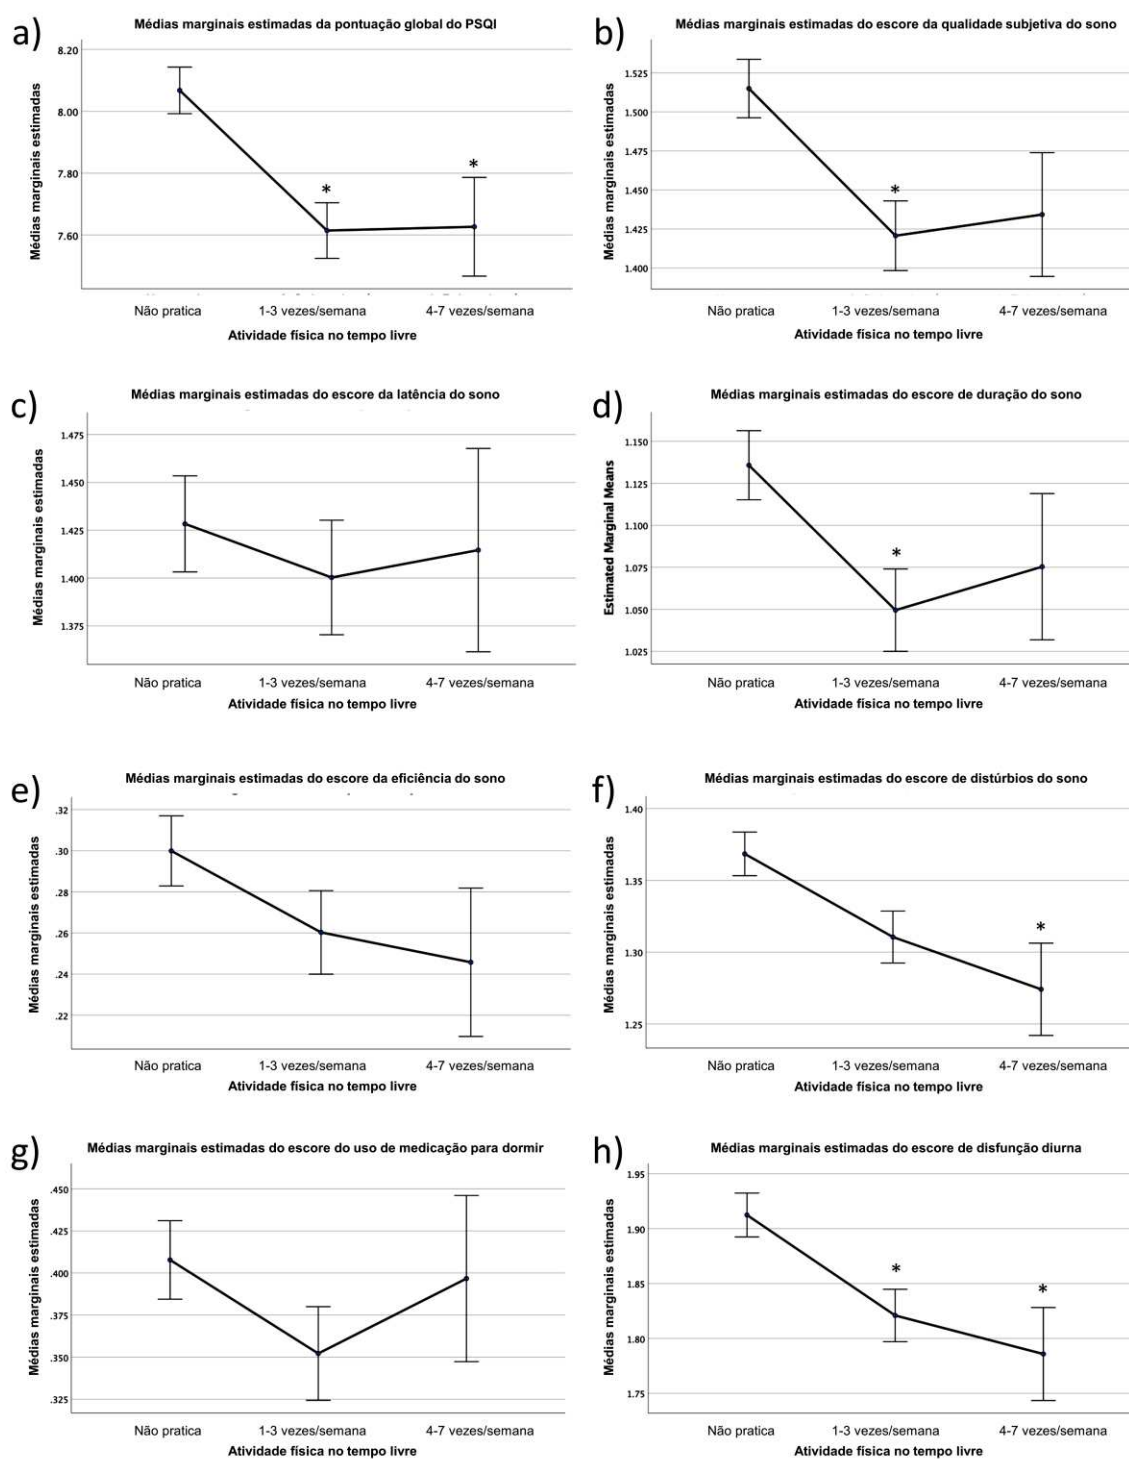 a)
Médias marginais estimadas da pontuação global do PSQI
Médias marginais estimadas
8.20
8.00
7.80
7.60
*
*
Não pratica
1-3 vezes/semana
4-7 vezes/semana
Atividade física no tempo livre
b)
Médias marginais estimadas do escore da qualidade subjetiva do sono
Médias marginais estimadas
1.525
1.500
1.475
1.450
1.425
1.400
*
Não pratica
1-3 vezes/semana
4-7 vezes/semana
Atividade física no tempo livre
c)
Médias marginais estimadas do escore da latência do sono
Médias marginais estimadas
1.475
1.450
1.425
1.400
1.375
Não pratica
1-3 vezes/semana
4-7 vezes/semana
Atividade física no tempo livre
d)
Médias marginais estimadas do escore de duração do sono
Estimated Marginal Means
1.150
1.125
1.100
1.075
1.050
1.025
*
Não pratica
1-3 vezes/semana
4-7 vezes/semana
Atividade física no tempo livre
e)
Médias marginais estimadas do escore da eficiência do sono
Médias marginais estimadas
.32
.30
.28
.26
.24
.22
Não pratica
1-3 vezes/semana
4-7 vezes/semana
Atividade física no tempo livre
f)
Médias marginais estimadas do escore de distúrbios do sono
Médias marginais estimadas
1.40
1.35
1.30
1.25
*
Não pratica
1-3 vezes/semana
4-7 vezes/semana
Atividade física no tempo livre
g)
Médias marginais estimadas do escore do uso de medicação para dormir
Médias marginais estimadas
.450
.425
.400
.375
.350
.325
Não pratica
1-3 vezes/semana
4-7 vezes/semana
Atividade física no tempo livre
h)
Médias marginais estimadas do escore de disfunção diurna
Médias marginais estimadas
1.95
1.90
1.85
1.80
1.75
*
*
Não pratica
1-3 vezes/semana
4-7 vezes/semana
Atividade física no tempo livre